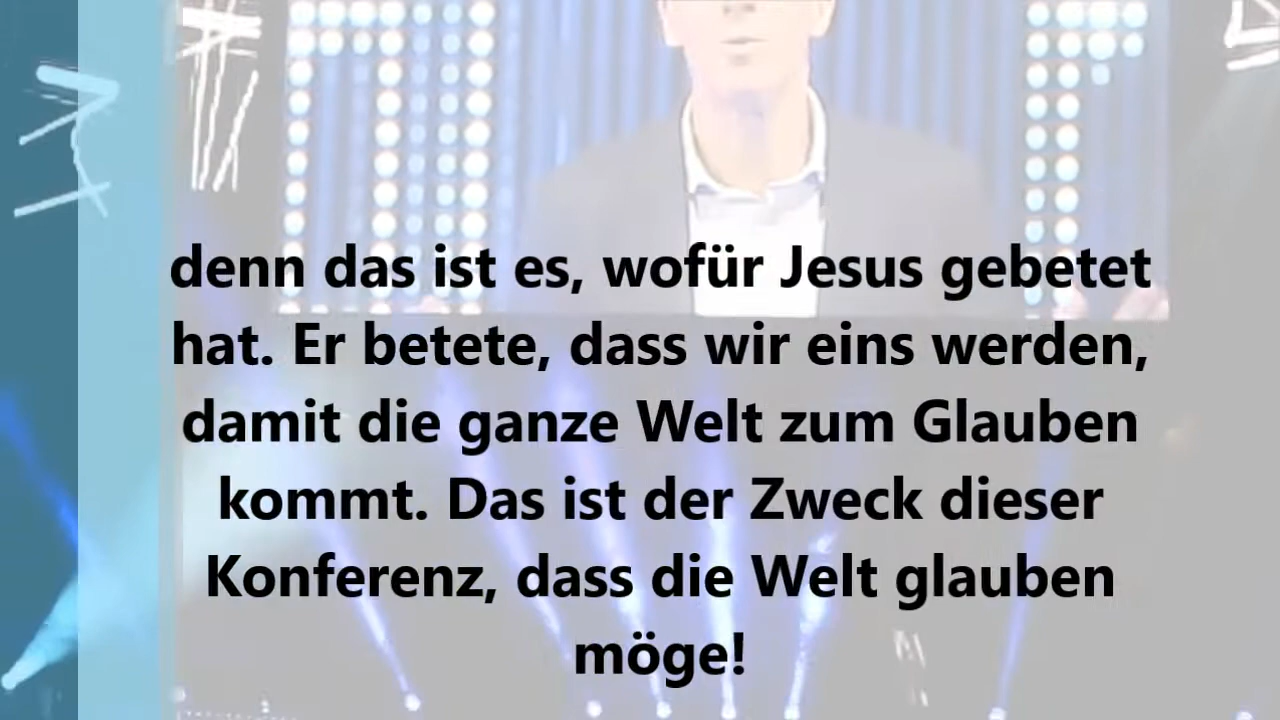 denn das ist es, wofür Jesus gebetet
hat. Er betete, dass wir eins werden,
damit die ganze Welt zum Glauben
kommt. Das ist der Zweck dieser
Konferenz, dass die Welt glauben
möge!